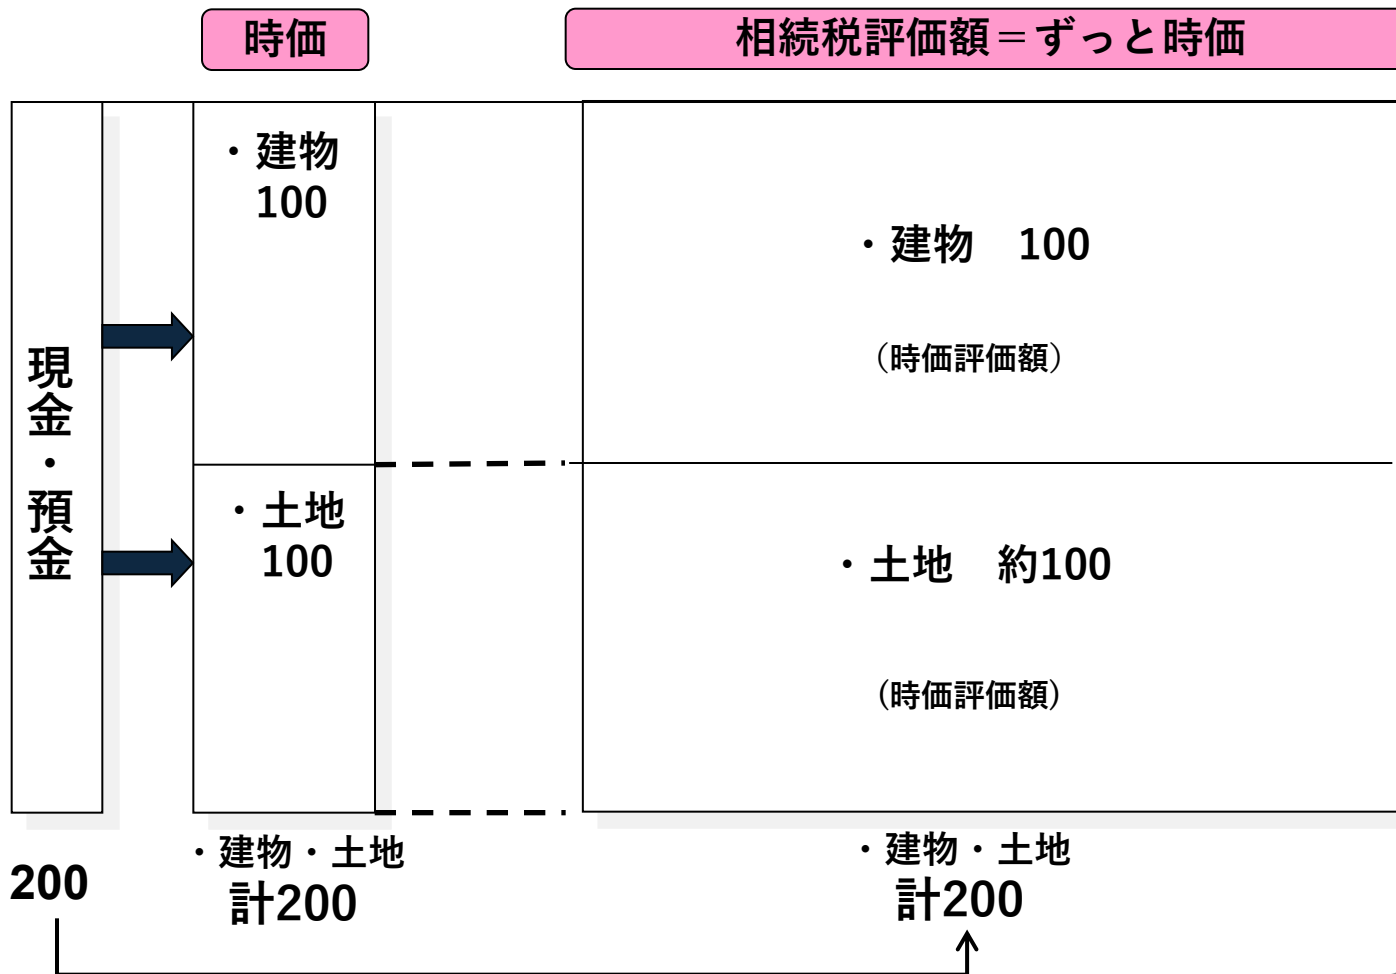 時価
相続税評価額＝ずっと時価
現金・預金
・建物
100
・建物　100
（時価評価額）
・土地
100
・土地　約100
（時価評価額）
200
・建物・土地
計200
・建物・土地
計200